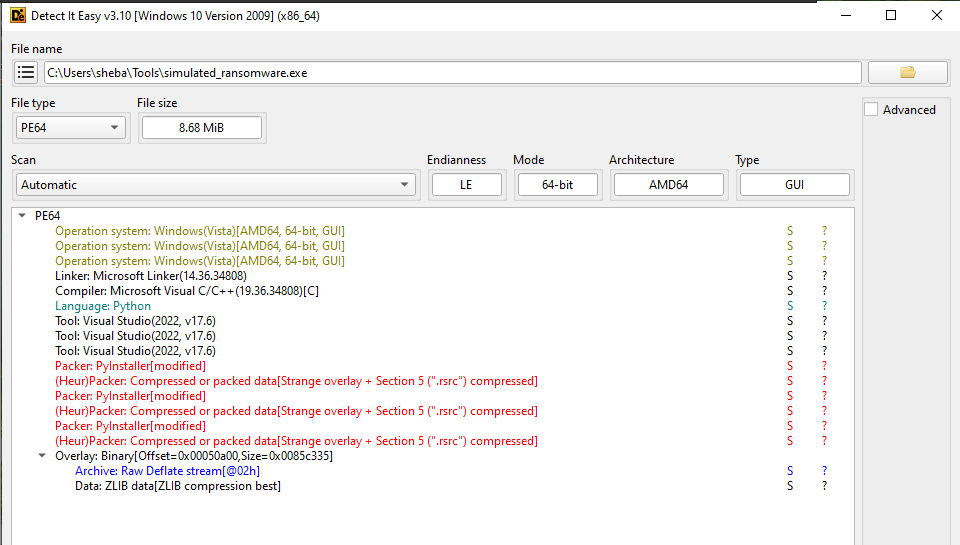 Detect It Easy v3.10 [Windows 10 Version 2009] (x86_64)
File name
C:\Users\sheba\Tools\simulated_ransomware.exe
File type File size
PE64 8.68 MiB
Advanced
Scan Endianness Mode Architecture Type
Automatic LE 64-bit AMD64 GUI
PE64
Operation system: Windows(Vista)[AMD64, 64-bit, GUI] S ?
Operation system: Windows(Vista)[AMD64, 64-bit, GUI] S ?
Operation system: Windows(Vista)[AMD64, 64-bit, GUI] S ?
Linker: Microsoft Linker(14.36.34808) S ?
Compiler: Microsoft Visual C/C++(19.36.34808)[C] S ?
Language: Python S ?
Tool: Visual Studio(2022, v17.6) S ?
Tool: Visual Studio(2022, v17.6) S ?
Tool: Visual Studio(2022, v17.6) S ?
Packer: PyInstaller[modified] S ?
(Heur)Packer: Compressed or packed data[Strange overlay + Section 5 (".rsrc") compressed] S ?
Packer: PyInstaller[modified] S ?
(Heur)Packer: Compressed or packed data[Strange overlay + Section 5 (".rsrc") compressed] S ?
Packer: PyInstaller[modified] S ?
(Heur)Packer: Compressed or packed data[Strange overlay + Section 5 (".rsrc") compressed] S ?
Overlay: Binary[Offset=0x00050a00,Size=0x0085c335]
Archive: Raw Deflate stream[@02h] S ?
Data: ZLIB data[ZLIB compression best] S ?